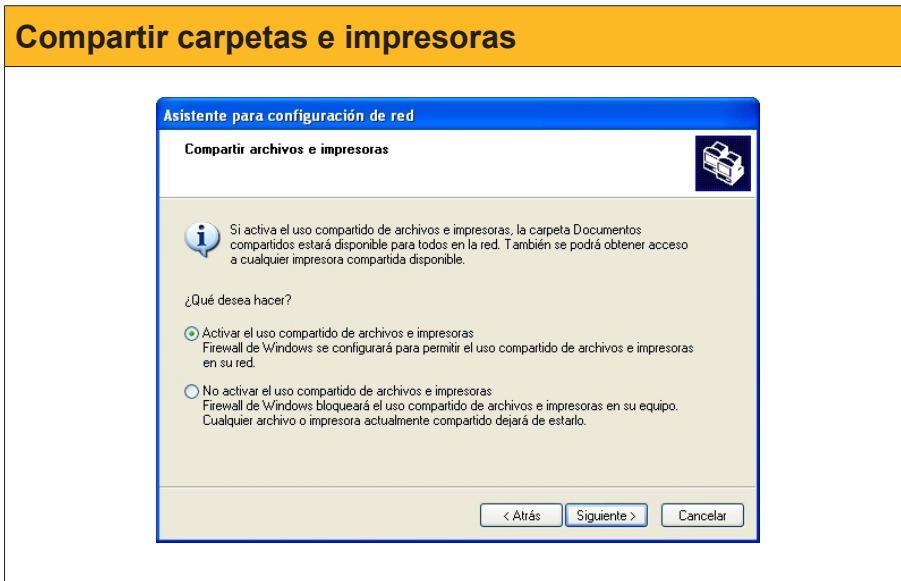 Compartir carpetas e impresoras
Asistente para configuración de red
Compartir archivos e impresoras
Si activa el uso compartido de archivos e impresoras, la carpeta Documentos
compartidos estará disponible para todos en la red. También se podrá obtener acceso
a cualquier impresora compartida disponible.
¿Qué desea hacer?
Activar el uso compartido de archivos e impresoras
Firewall de Windows se configurará para permitir el uso compartido de archivos e impresoras
en su red.
No activar el uso compartido de archivos e impresoras
Firewall de Windows bloqueará el uso compartido de archivos e impresoras en su equipo.
Cualquier archivo o impresora actualmente compartido dejará de estarlo.
< Atrás Siguiente > Cancelar